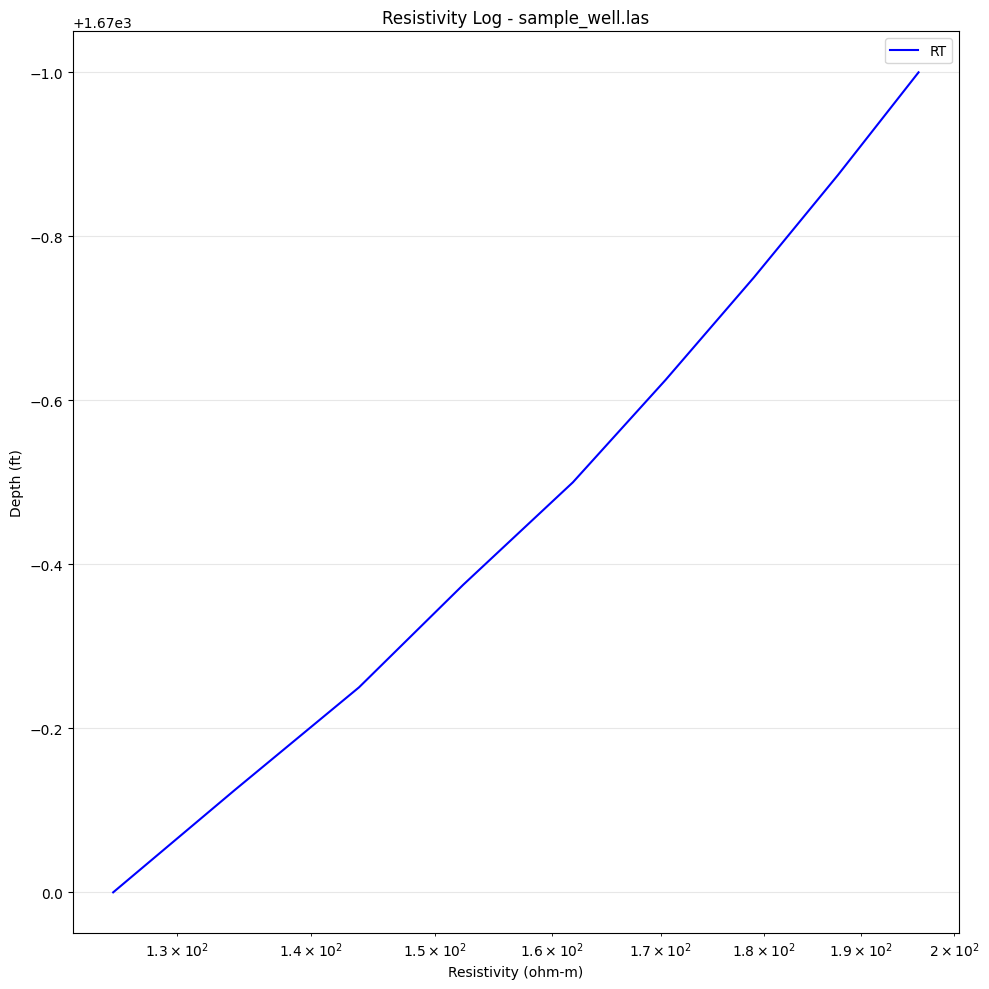 Resistivity Log - sample_well.las
+1.67e3
RT
−1.0
−0.8
−0.6
−0.4
−0.2
0.0
Depth (ft)
1.3 × 10²
1.4 × 10²
1.5 × 10²
1.6 × 10²
1.7 × 10²
1.8 × 10²
1.9 × 10²
2 × 10²
Resistivity (ohm-m)